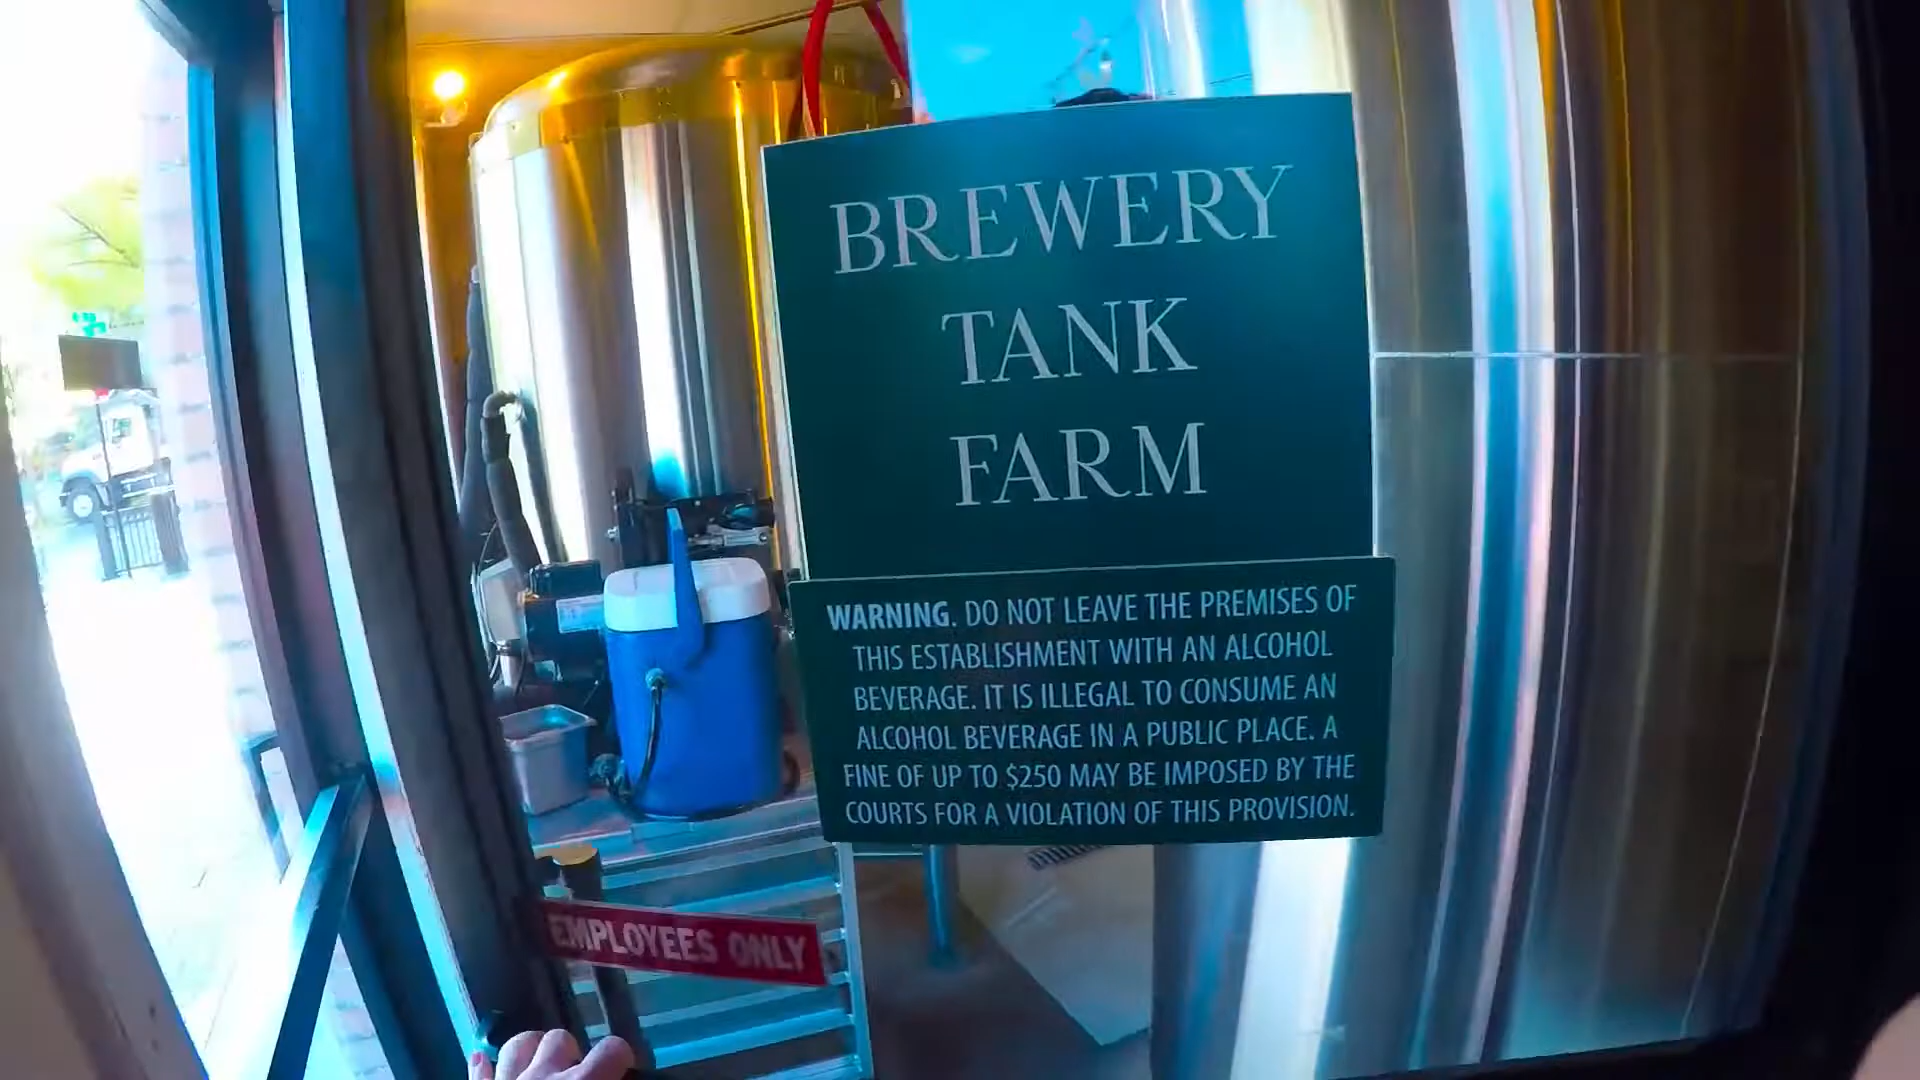 BREWERY
TANK
FARM
WARNING. DO NOT LEAVE THE PREMISES OF
THIS ESTABLISHMENT WITH AN ALCOHOL
BEVERAGE. IT IS ILLEGAL TO CONSUME AN
ALCOHOL BEVERAGE IN A PUBLIC PLACE. A
FINE OF UP TO $250 MAY BE IMPOSED BY THE
COURTS FOR A VIOLATION OF THIS PROVISION.
EMPLOYEES ONLY